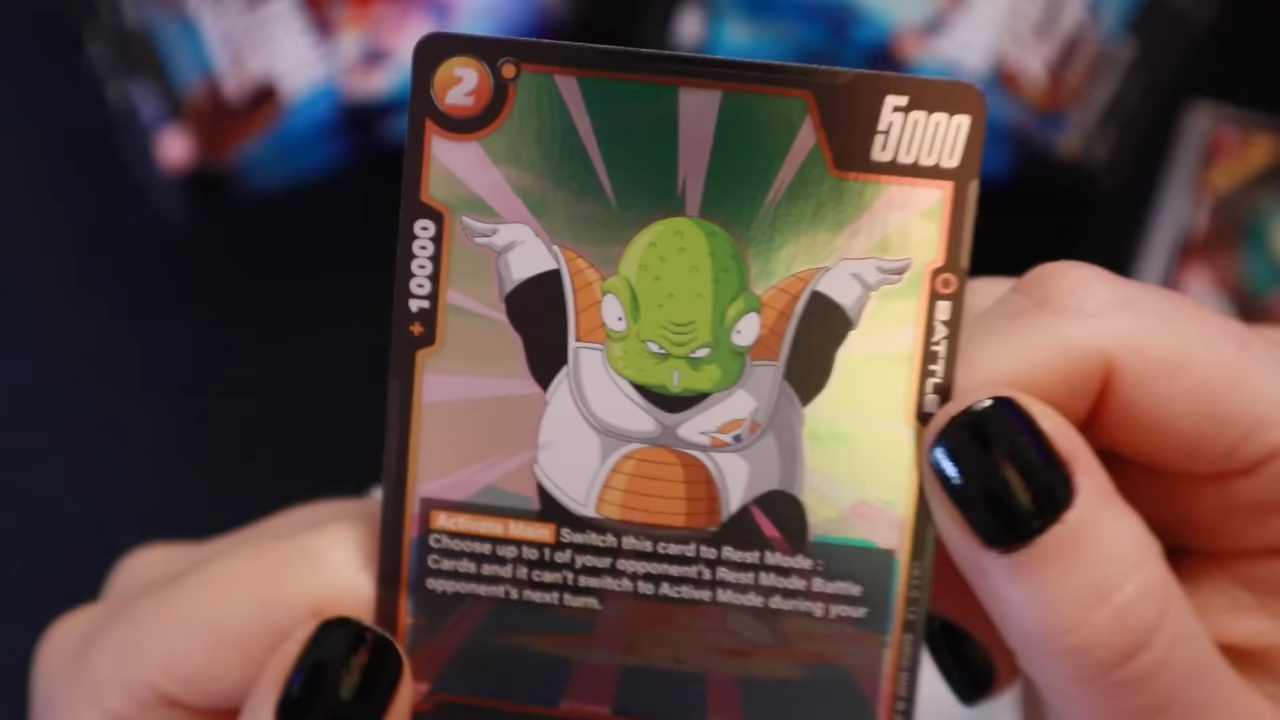 2
5000
+ 10000
BATTLE
Activate Main Switch this card to Rest Mode :
Choose up to 1 of your opponent's Rest Mode Battle
Cards and it can't switch to Active Mode during your
opponent's next turn.